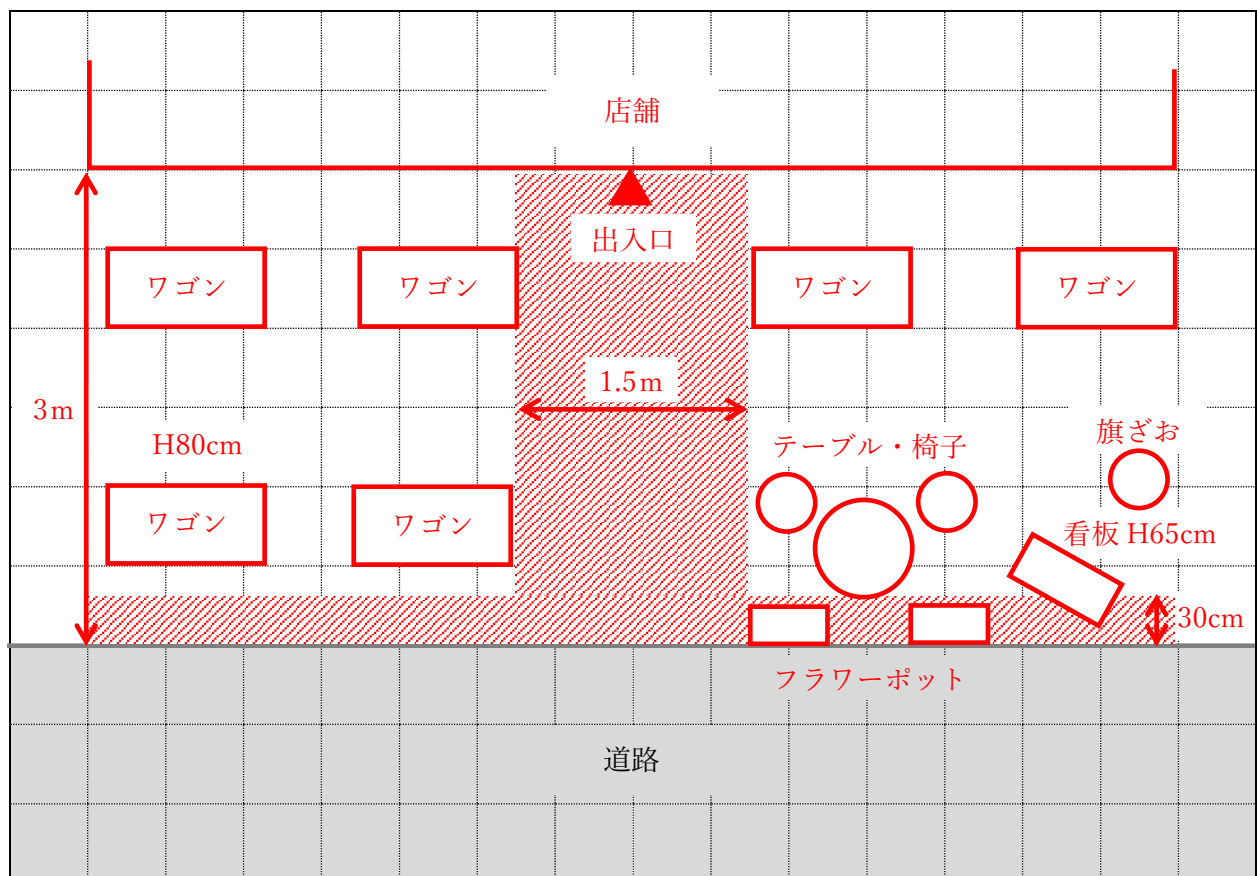 店舗
出入口
ワゴン
ワゴン
ワゴン
ワゴン
1.5m
3m
H80cm
テーブル・椅子
旗ざお
ワゴン
ワゴン
看板 H65cm
30cm
フラワーポット
道路